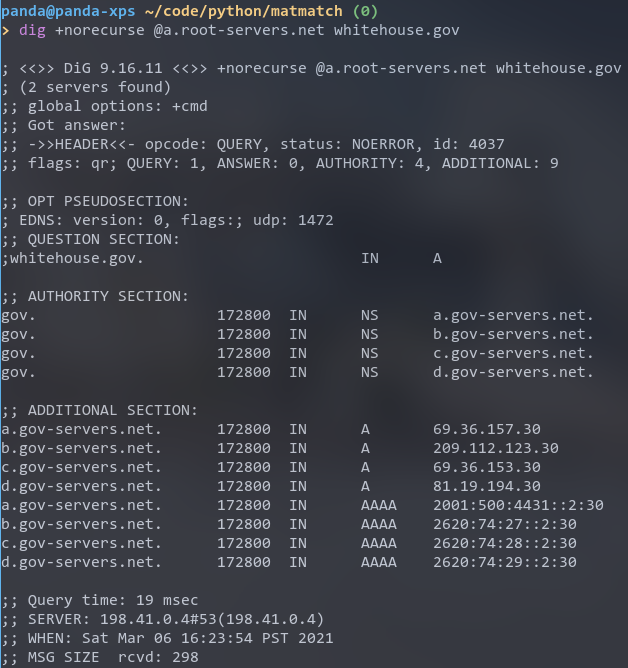 panda@panda-xps ~/code/python/matmatch (0)
> dig +norecurse @a.root-servers.net whitehouse.gov

; <<>> DiG 9.16.11 <<>> +norecurse @a.root-servers.net whitehouse.gov
; (2 servers found)
;; global options: +cmd
;; Got answer:
;; ->>HEADER<<- opcode: QUERY, status: NOERROR, id: 4037
;; flags: qr; QUERY: 1, ANSWER: 0, AUTHORITY: 4, ADDITIONAL: 9

;; OPT PSEUDOSECTION:
; EDNS: version: 0, flags:; udp: 1472
;; QUESTION SECTION:
;whitehouse.gov.                        IN      A

;; AUTHORITY SECTION:
gov.                    172800  IN      NS      a.gov-servers.net.
gov.                    172800  IN      NS      b.gov-servers.net.
gov.                    172800  IN      NS      c.gov-servers.net.
gov.                    172800  IN      NS      d.gov-servers.net.

;; ADDITIONAL SECTION:
a.gov-servers.net.      172800  IN      A       69.36.157.30
b.gov-servers.net.      172800  IN      A       209.112.123.30
c.gov-servers.net.      172800  IN      A       69.36.153.30
d.gov-servers.net.      172800  IN      A       81.19.194.30
a.gov-servers.net.      172800  IN      AAAA    2001:500:4431::2:30
b.gov-servers.net.      172800  IN      AAAA    2620:74:27::2:30
c.gov-servers.net.      172800  IN      AAAA    2620:74:28::2:30
d.gov-servers.net.      172800  IN      AAAA    2620:74:29::2:30

;; Query time: 19 msec
;; SERVER: 198.41.0.4#53(198.41.0.4)
;; WHEN: Sat Mar 06 16:23:54 PST 2021
;; MSG SIZE  rcvd: 298